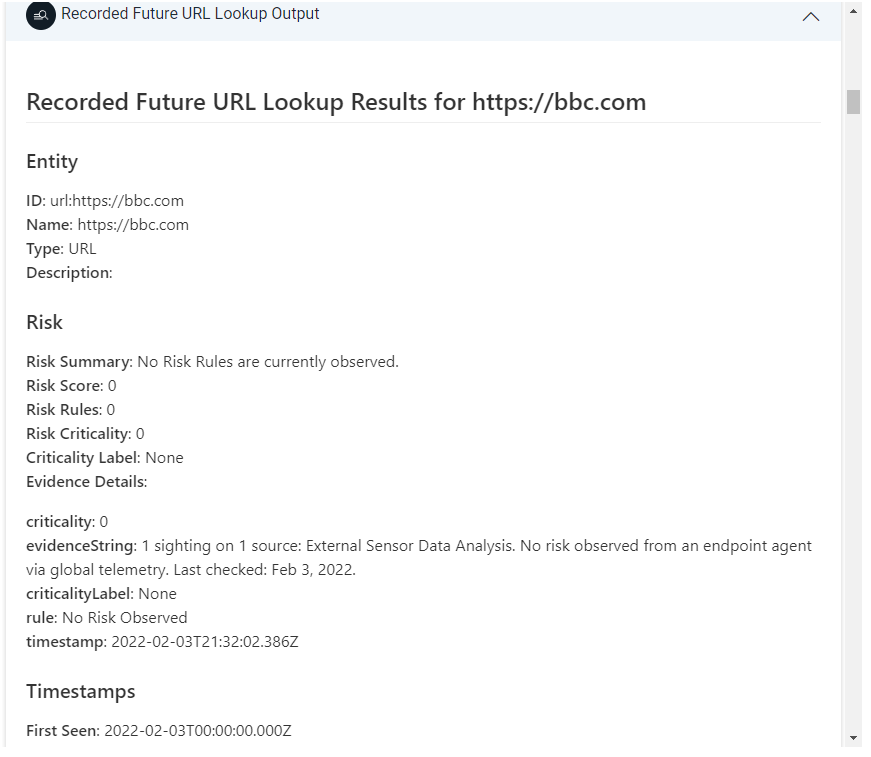 Recorded Future URL Lookup Output
Recorded Future URL Lookup Results for https://bbc.com
Entity
ID: url:https://bbc.com
Name: https://bbc.com
Type: URL
Description:
Risk
Risk Summary: No Risk Rules are currently observed.
Risk Score: 0
Risk Rules: 0
Risk Criticality: 0
Criticality Label: None
Evidence Details:
criticality: 0
evidenceString: 1 sighting on 1 source: External Sensor Data Analysis. No risk observed from an endpoint agent
via global telemetry. Last checked: Feb 3, 2022.
criticalityLabel: None
rule: No Risk Observed
timestamp: 2022-02-03T21:32:02.386Z
Timestamps
First Seen: 2022-02-03T00:00:00.000Z